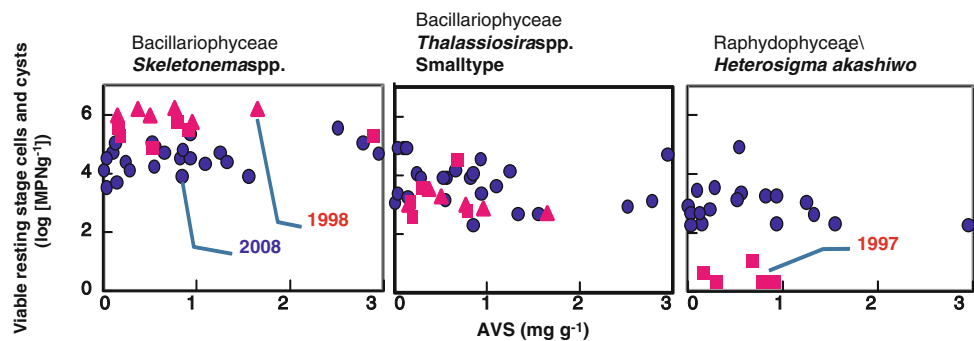 Bacillariophyceae
Skeletonemaspp.
Bacillariophyceae
Thalassiosiraspp.
Smalltype
Raphydophyceae\
Heterosigma akashiwo
Viable resting stage cells and cysts
(log [MPNg⁻¹])
6
4
2
0
1998
2008
1997
0 1 2 3
0 1 2 3
0 1 2 3
AVS (mg g⁻¹)